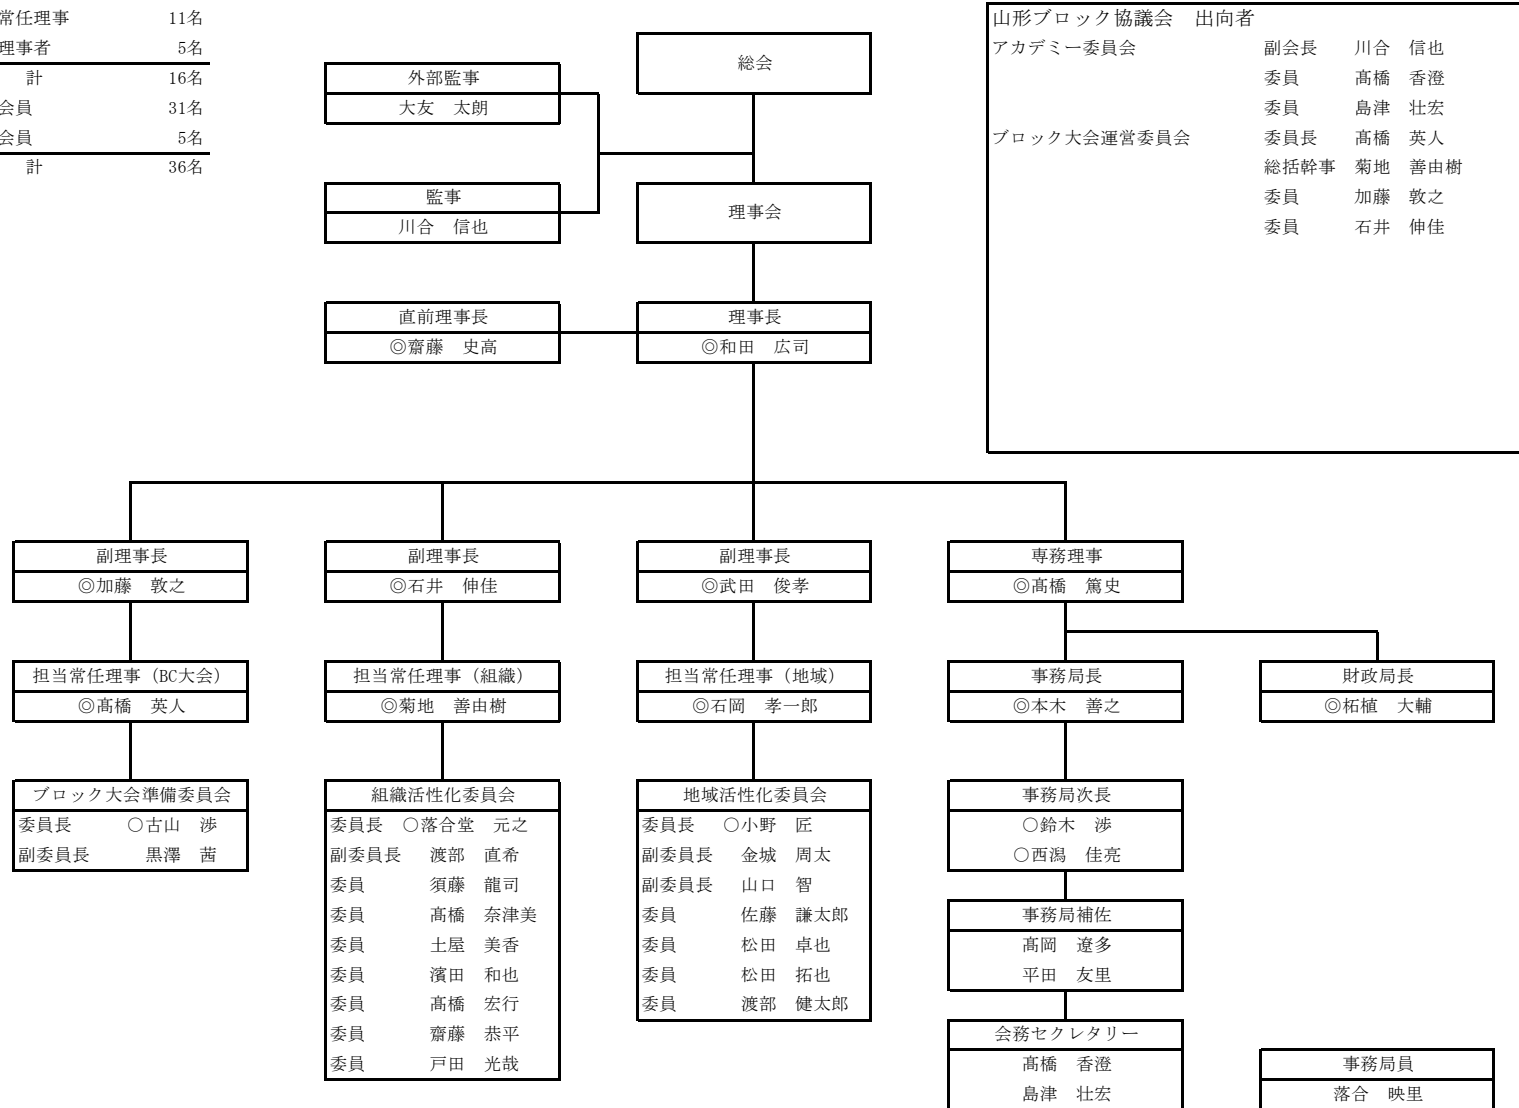 常任理事　11名
理事者　5名
計　16名
会員　31名
会員　5名
計　36名
山形ブロック協議会　出向者
アカデミー委員会　副会長　川合　信也
委員　髙橋　香澄
委員　島津　壮宏
ブロック大会運営委員会　委員長　髙橋　英人
総括幹事　菊地　善由樹
委員　加藤　敦之
委員　石井　伸佳
総会
外部監事
大友　太朗
監事
川合　信也
理事会
直前理事長
◎齋藤　史高
理事長
◎和田　広司
副理事長
◎加藤　敦之
担当常任理事（BC大会）
◎髙橋　英人
ブロック大会準備委員会
委員長　〇古山　渉
副委員長　黒澤　茜
副理事長
◎石井　伸佳
担当常任理事（組織）
◎菊地　善由樹
組織活性化委員会
委員長　〇落合堂　元之
副委員長　渡部　直希
委員　須藤　龍司
委員　髙橋　奈津美
委員　土屋　美香
委員　濱田　和也
委員　髙橋　宏行
委員　齋藤　恭平
委員　戸田　光哉
副理事長
◎武田　俊孝
担当常任理事（地域）
◎石岡　孝一郎
地域活性化委員会
委員長　〇小野　匠
副委員長　金城　周太
副委員長　山口　智
委員　佐藤　謙太郎
委員　松田　卓也
委員　松田　拓也
委員　渡部　健太郎
専務理事
◎髙橋　篤史
事務局長
◎本木　善之
財政局長
◎柘植　大輔
事務局次長
〇鈴木　渉
〇西潟　佳亮
事務局補佐
髙岡　遼多
平田　友里
会務セクレタリー
髙橋　香澄
島津　壮宏
事務局員
落合　映里